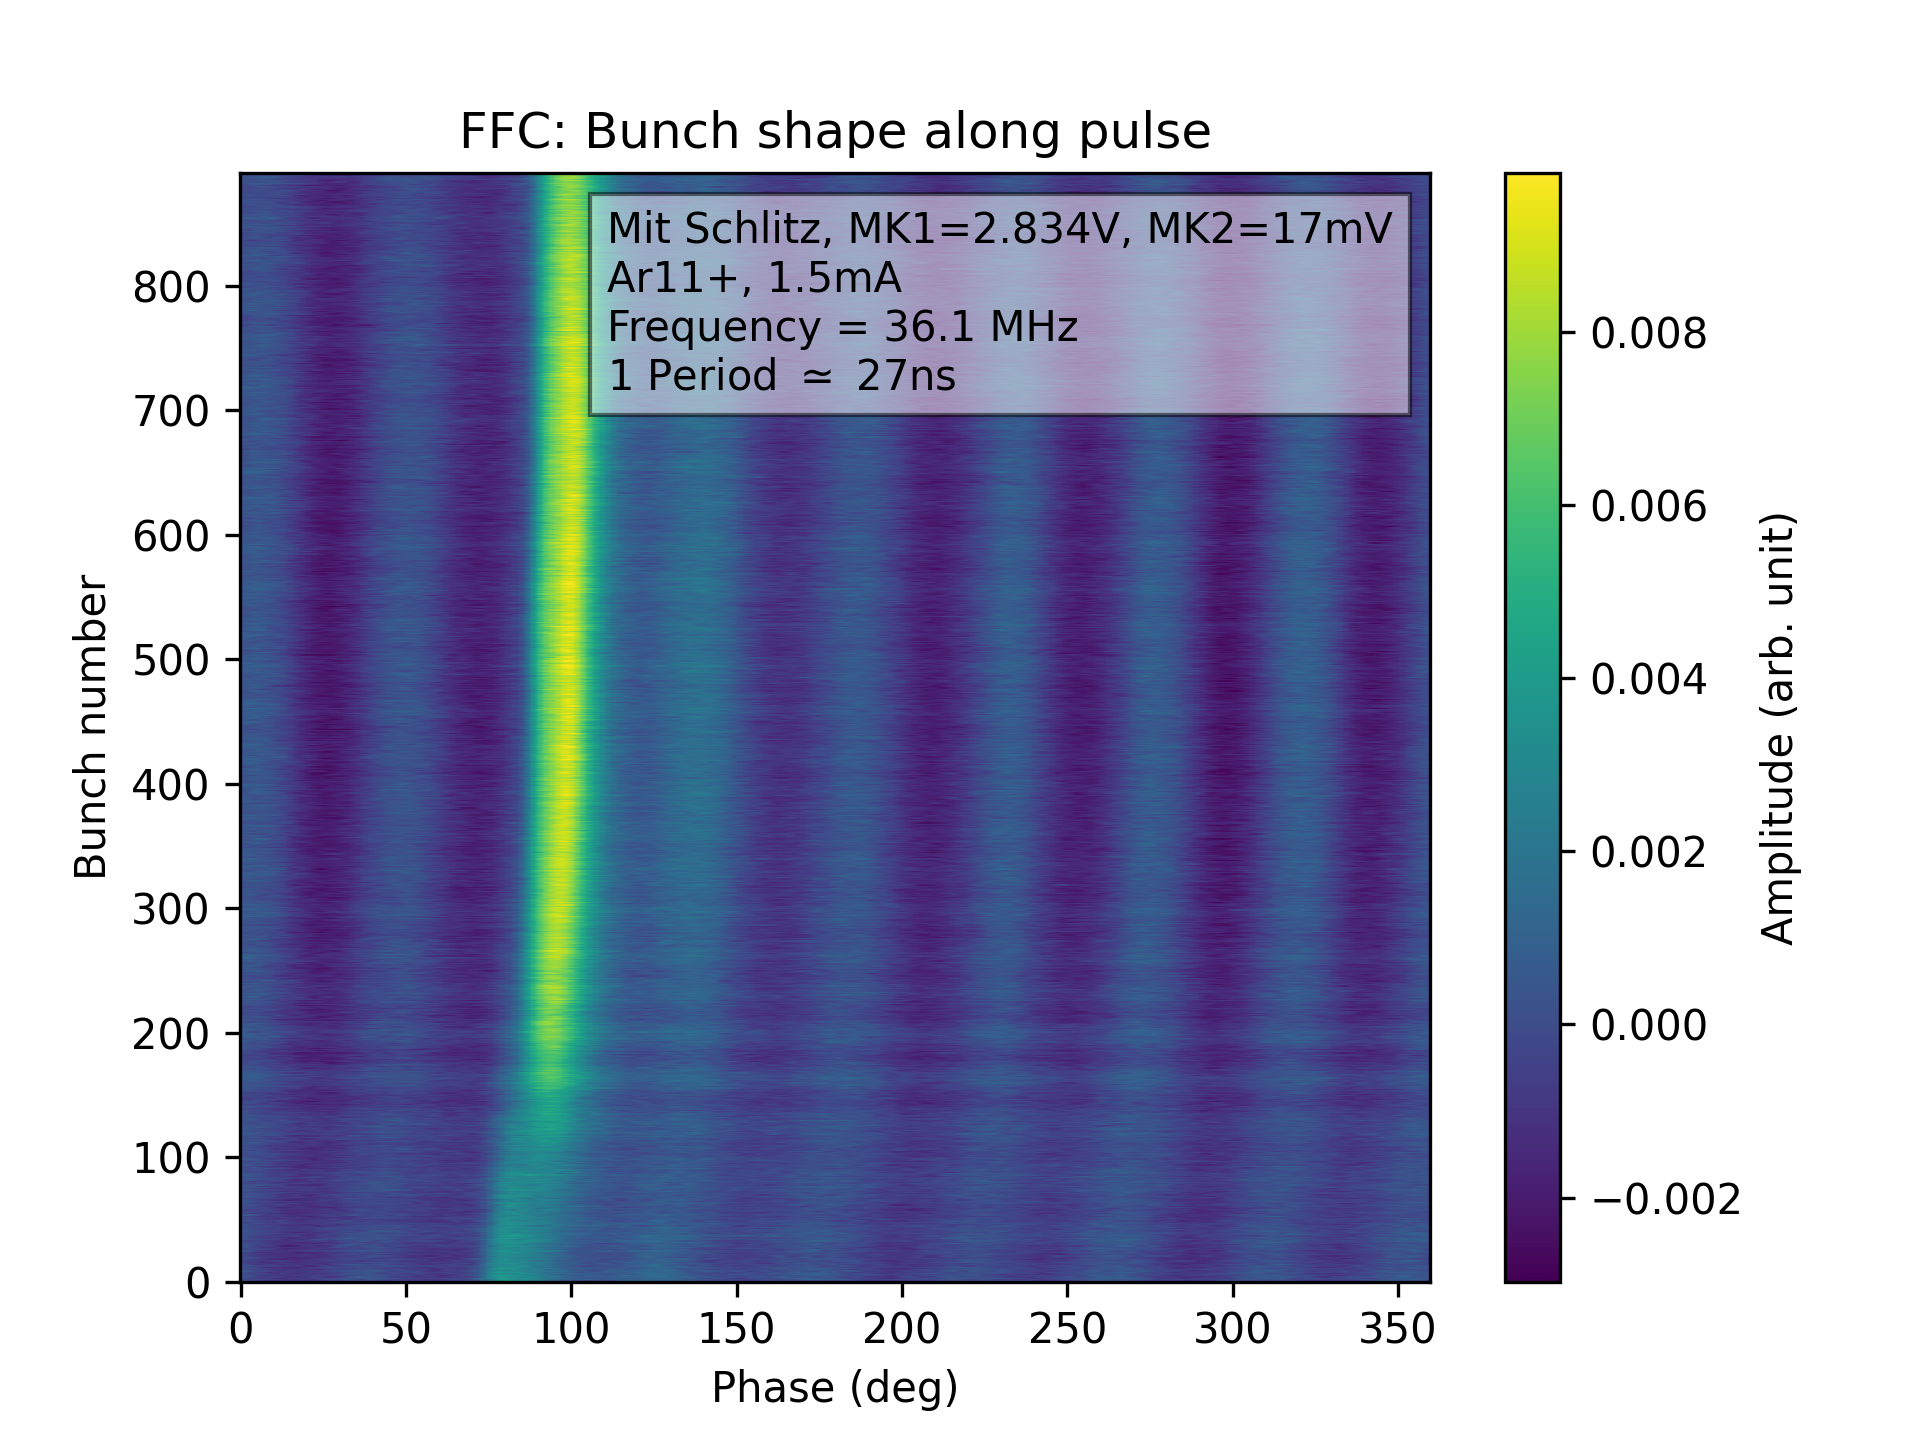 FFC: Bunch shape along pulse
Mit Schlitz, MK1=2.834V, MK2=17mV
Ar11+, 1.5mA
Frequency = 36.1 MHz
1 Period ≃ 27ns
Bunch number
800
700
600
500
400
300
200
100
0
0 50 100 150 200 250 300 350
Phase (deg)
0.008
0.006
0.004
0.002
0.000
−0.002
Amplitude (arb. unit)